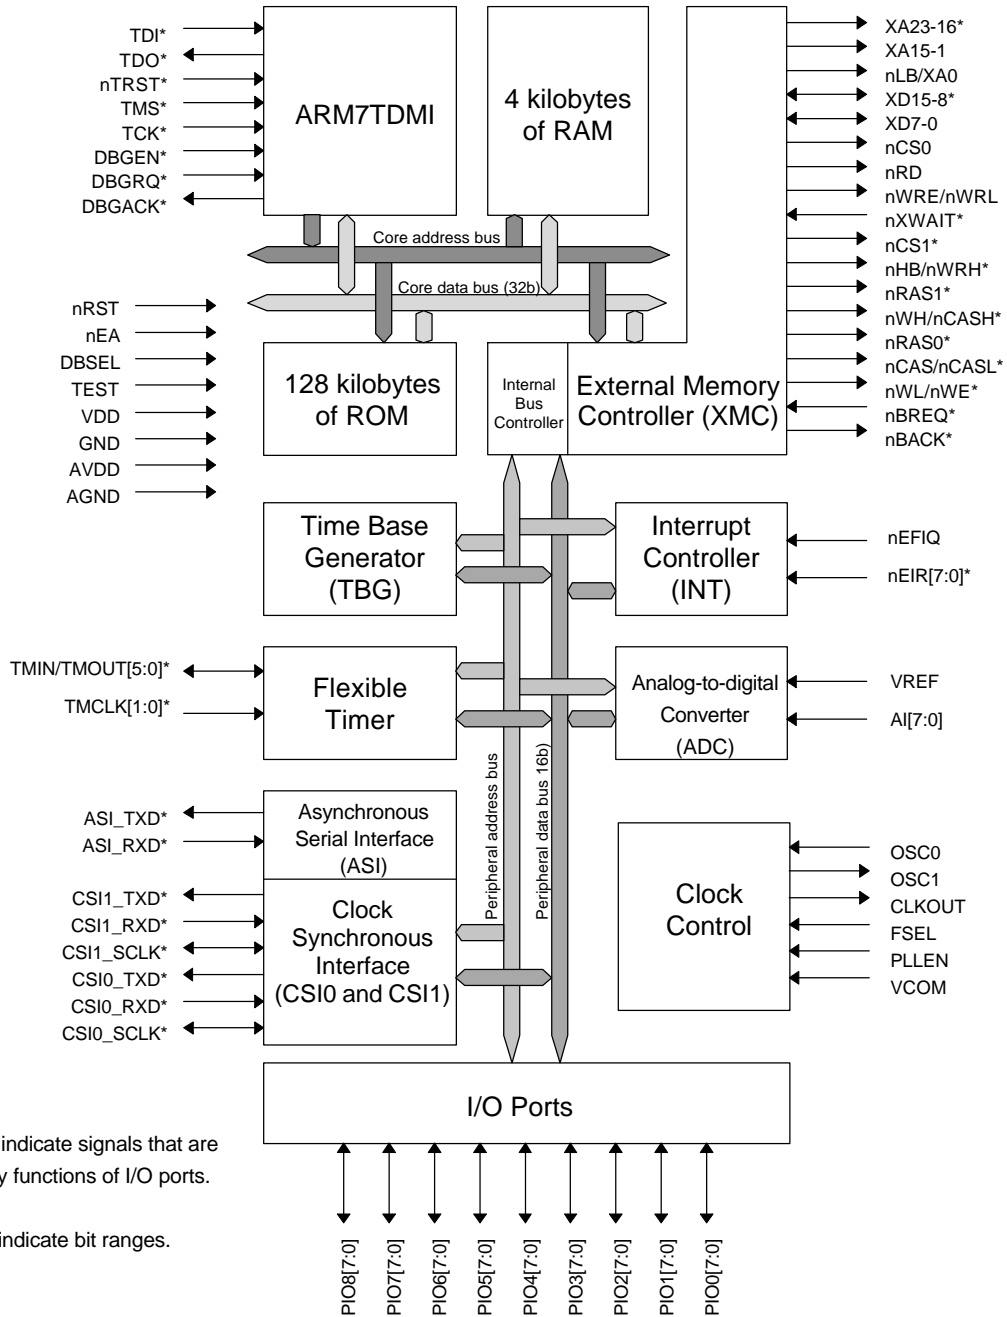 TDI*
TDO*
nTRST*
TMS*
TCK*
DBGEN*
DBGRQ*
DBGACK*
ARM7TDMI
4 kilobytes
of RAM
XA23-16*
XA15-1
nLB/XA0
XD15-8*
XD7-0
nCS0
nRD
nWRE/nWRL
nXWAIT*
nCS1*
nHB/nWRH*
nRAS1*
nWH/nCASH*
nRAS0*
nCAS/nCASL*
nWL/nWE*
nBREQ*
nBACK*
Core address bus
Core data bus (32b)
nRST
nEA
DBSEL
TEST
VDD
GND
AVDD
AGND
128 kilobytes
of ROM
Internal
Bus
Controller
External Memory
Controller (XMC)
Time Base
Generator
(TBG)
Interrupt
Controller
(INT)
nEFIQ
nEIR[7:0]*
TMIN/TMOUT[5:0]*
TMCLK[1:0]*
Flexible
Timer
Analog-to-digital
Converter
(ADC)
VREF
AI[7:0]
Peripheral address bus
Peripheral data bus 16b)
ASI_TXD*
ASI_RXD*
Asynchronous
Serial Interface
(ASI)
CSI1_TXD*
CSI1_RXD*
CSI1_SCLK*
CSI0_TXD*
CSI0_RXD*
CSI0_SCLK*
Clock
Synchronous
Interface
(CSI0 and CSI1)
Clock
Control
OSC0
OSC1
CLKOUT
FSEL
PLLEN
VCOM
I/O Ports
indicate signals that are
y functions of I/O ports.
indicate bit ranges.
PIO8[7:0]
PIO7[7:0]
PIO6[7:0]
PIO5[7:0]
PIO4[7:0]
PIO3[7:0]
PIO2[7:0]
PIO1[7:0]
PIO0[7:0]